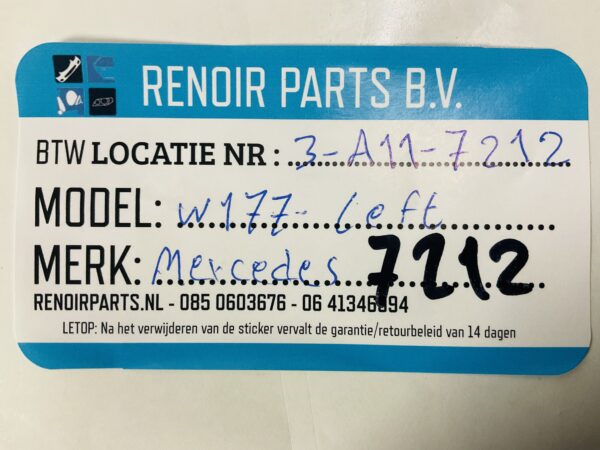 RENOIR PARTS B.V.
BTW LOCATIE NR : 3-A11-7212
MODEL: W177- Left
MERK: Mercedes 7212
RENOIRPARTS.NL - 085 0603676 - 06
LETOP: Na het verwijderen van de sticker vervalt de garantie/retourbeleid van 14 dagen